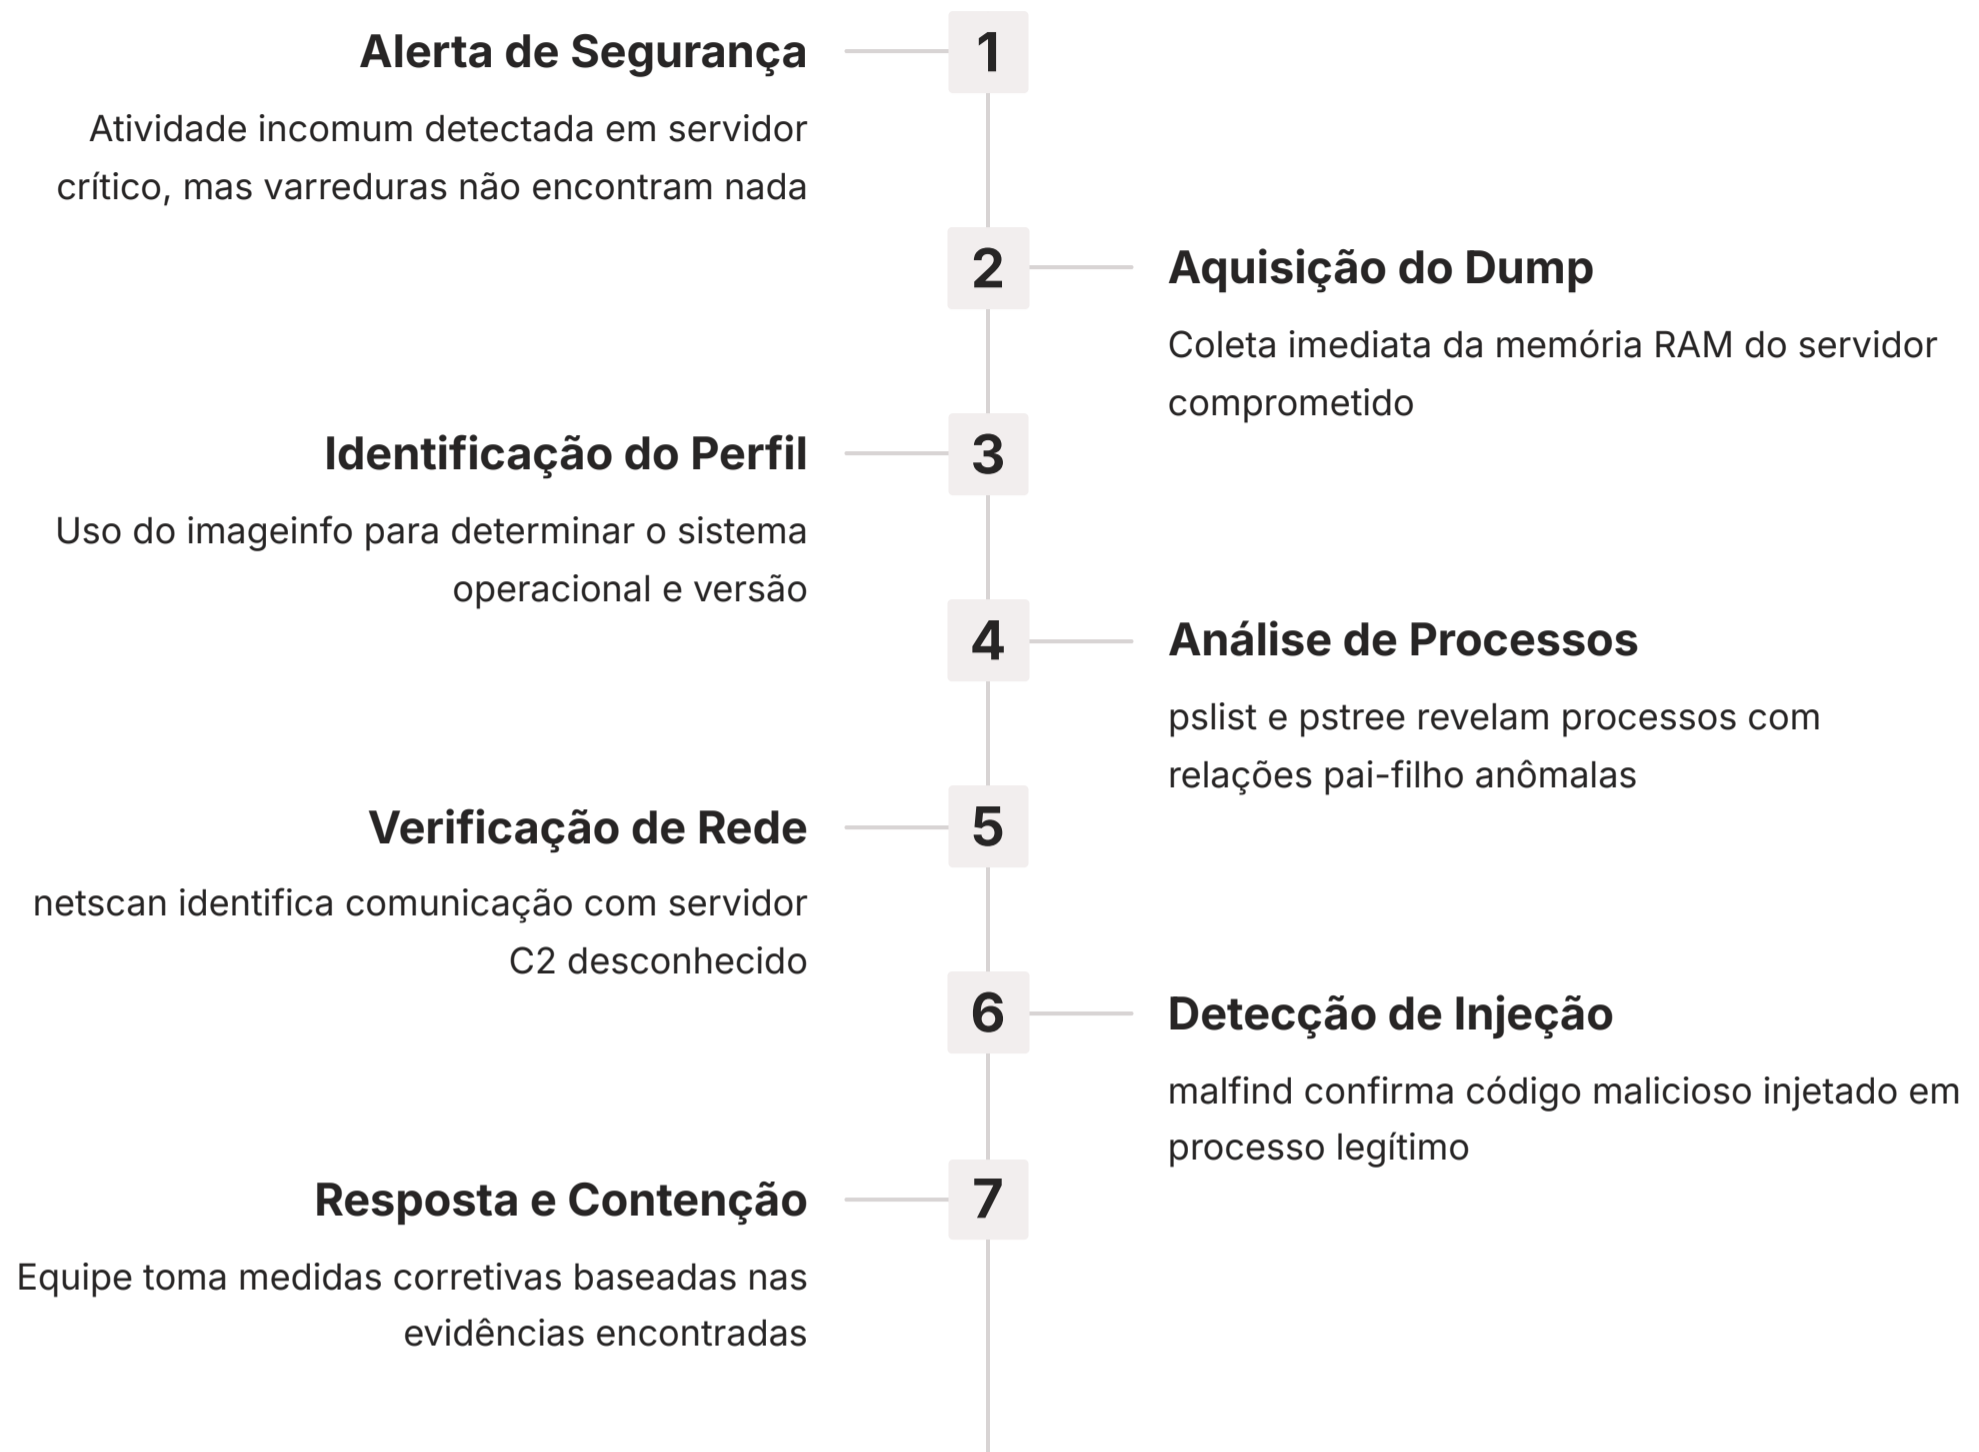 Alerta de Segurança
1
Atividade incomum detectada em servidor
crítico, mas varreduras não encontram nada
2
Aquisição do Dump
Coleta imediata da memória RAM do servidor
comprometido
Identificação do Perfil
3
Uso do imageinfo para determinar o sistema
operacional e versão
4
Análise de Processos
pslist e pstree revelam processos com
relações pai-filho anômalas
Verificação de Rede
5
netscan identifica comunicação com servidor
C2 desconhecido
6
Detecção de Injeção
malfind confirma código malicioso injetado em
processo legítimo
Resposta e Contenção
7
Equipe toma medidas corretivas baseadas nas
evidências encontradas